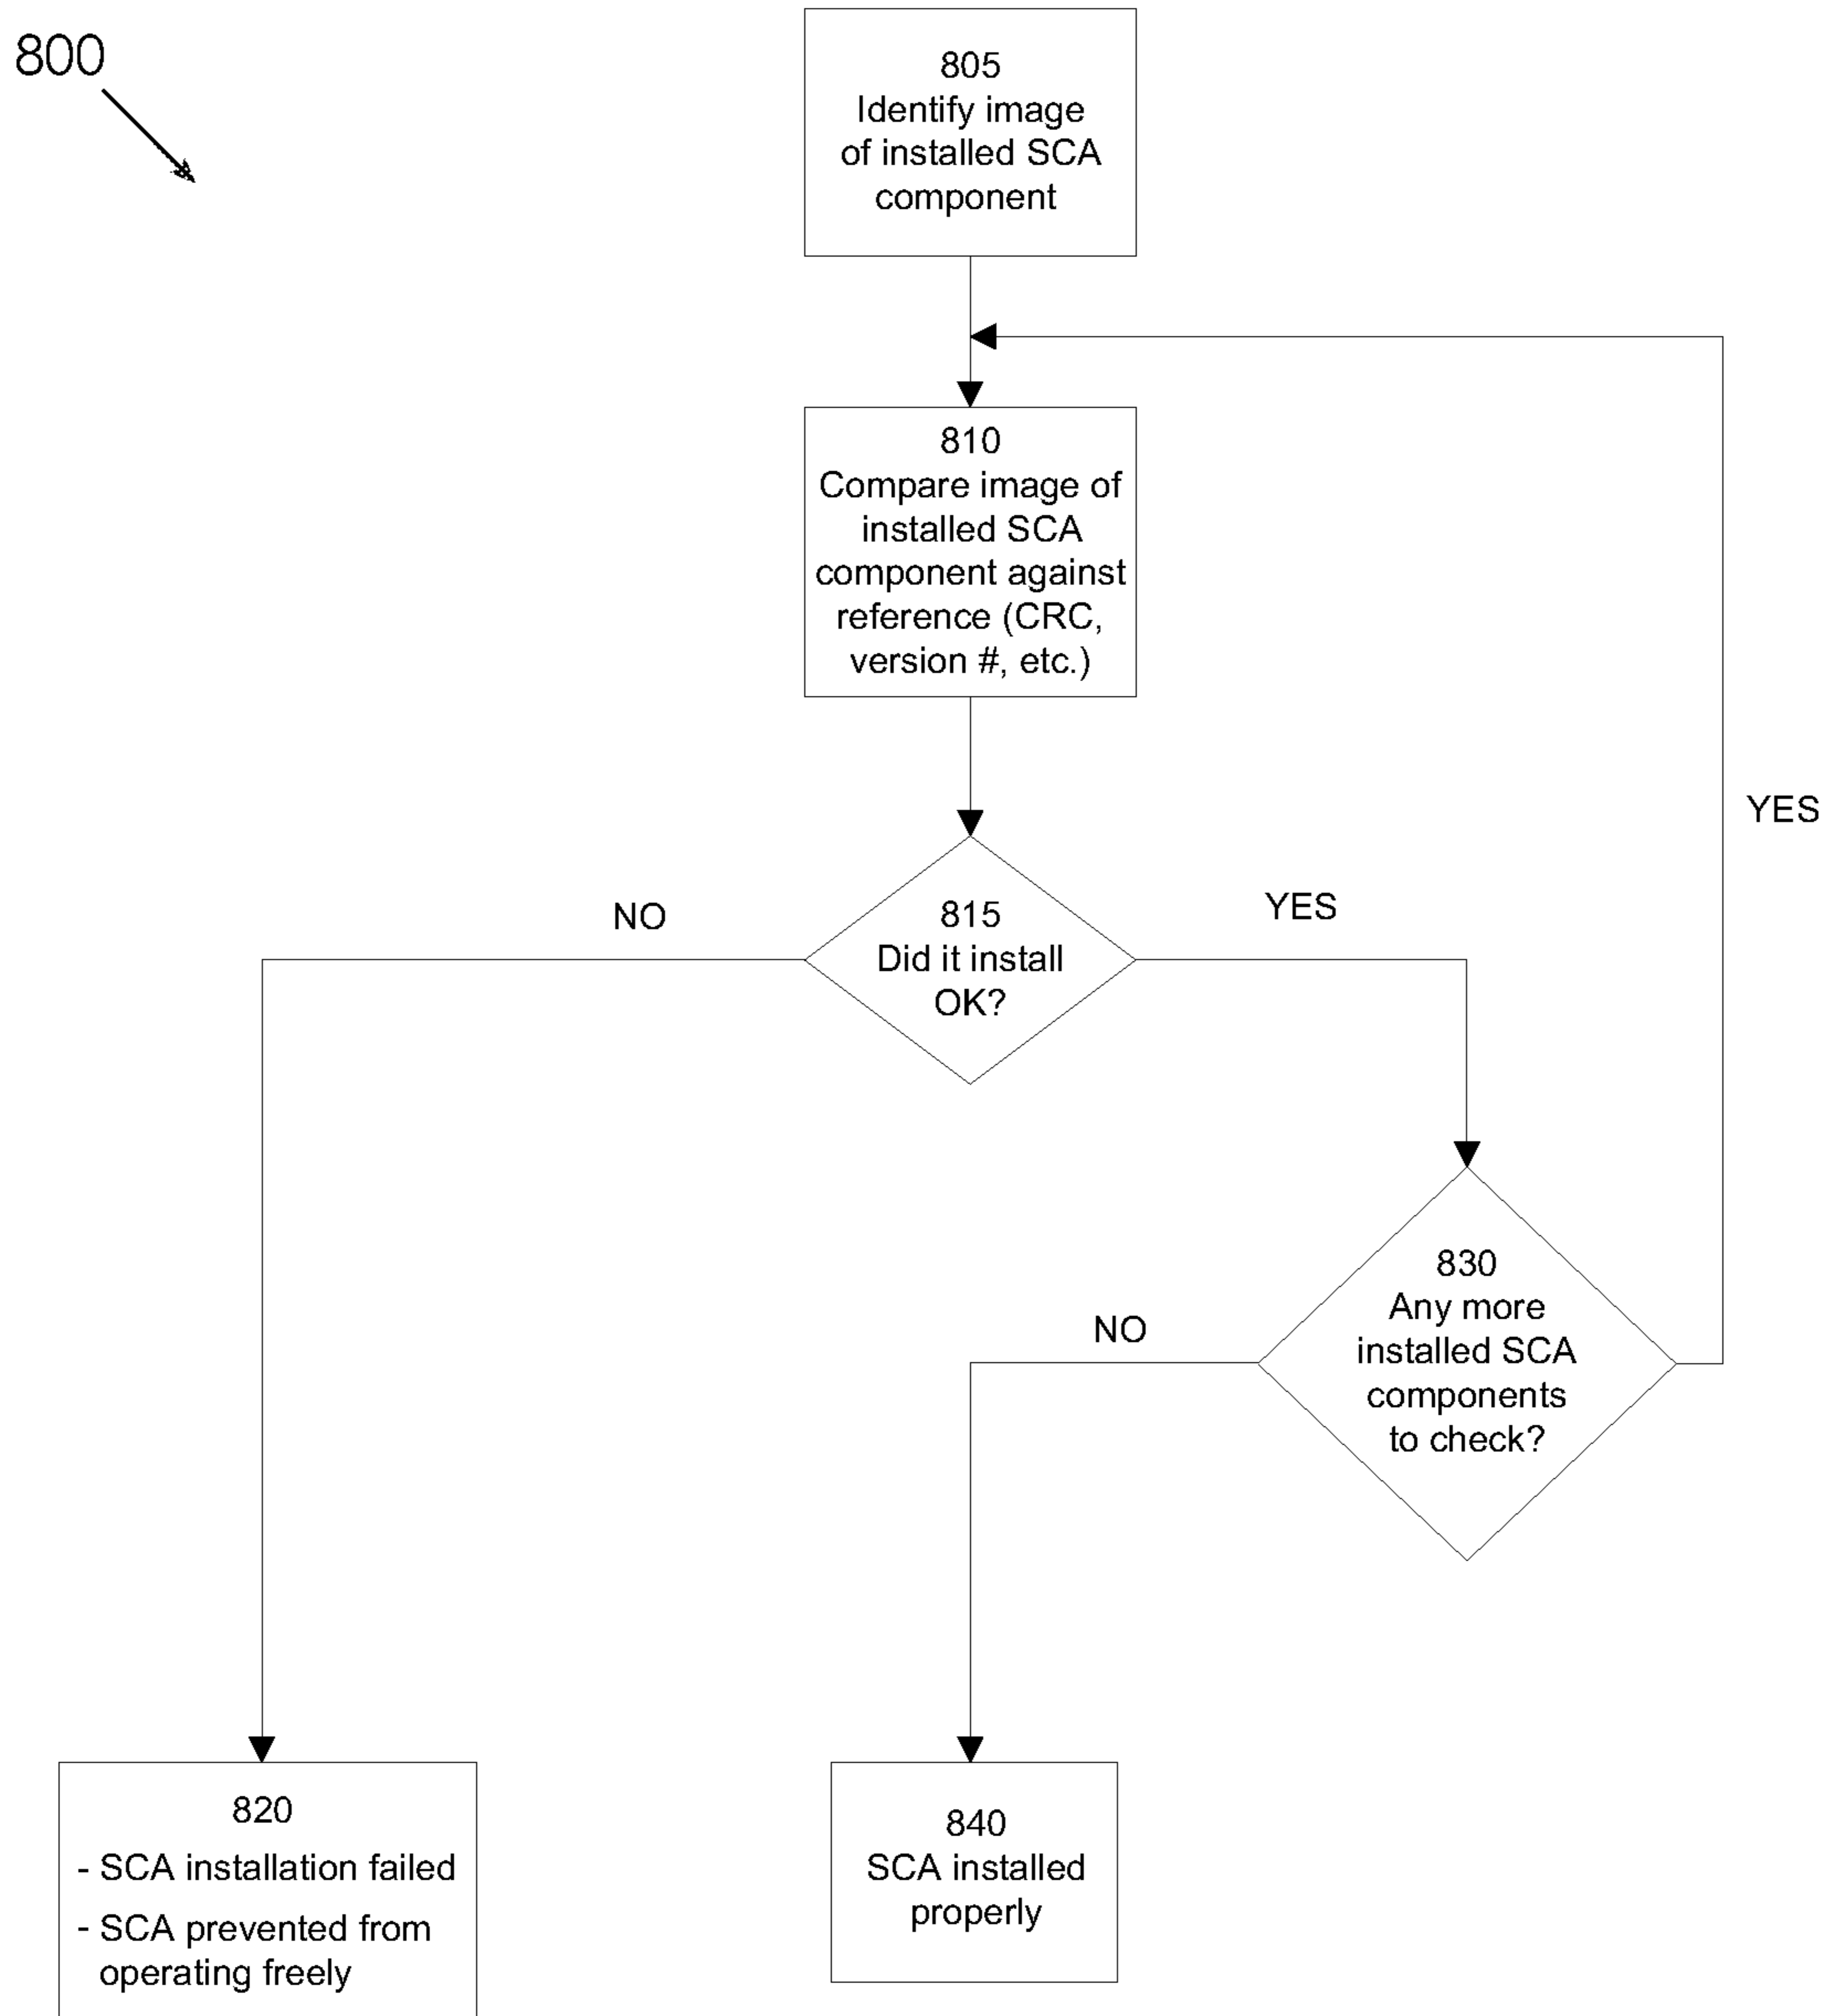 800
805
Identify image
of installed SCA
component
810
Compare image of
installed SCA
component against
reference (CRC,
version #, etc.)
YES
NO
815
Did it install
OK?
YES
830
Any more
installed SCA
components
to check?
NO
820
- SCA installation failed
- SCA prevented from
operating freely
840
SCA installed
properly